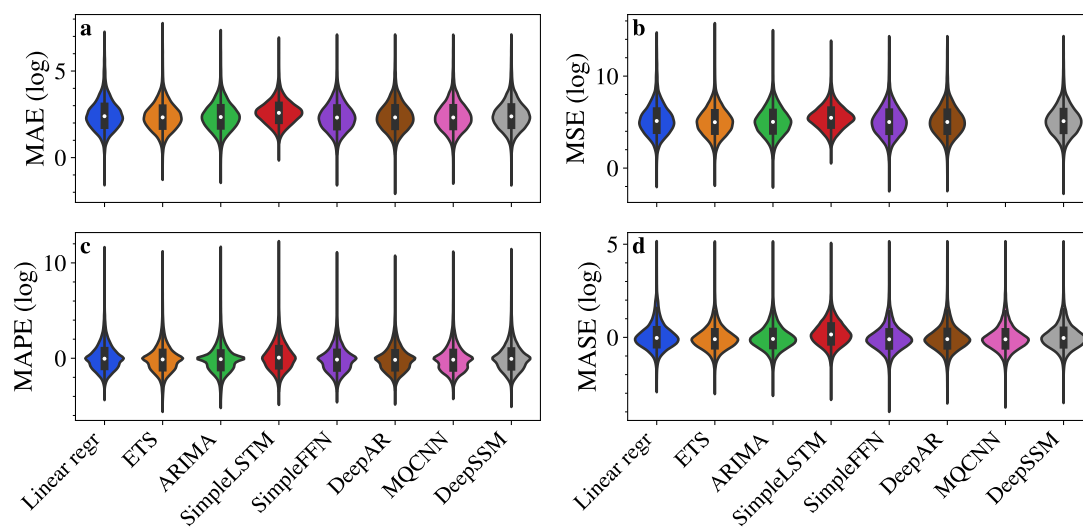 a
MAE (log)
5
0
b
MSE (log)
10
0
c
MAPE (log)
10
0
Linear regr
ETS
ARIMA
SimpleLSTM
SimpleFFN
DeepAR
MQCNN
DeepSSM
d
MASE (log)
5
0
Linear regr
ETS
ARIMA
SimpleLSTM
SimpleFFN
DeepAR
MQCNN
DeepSSM